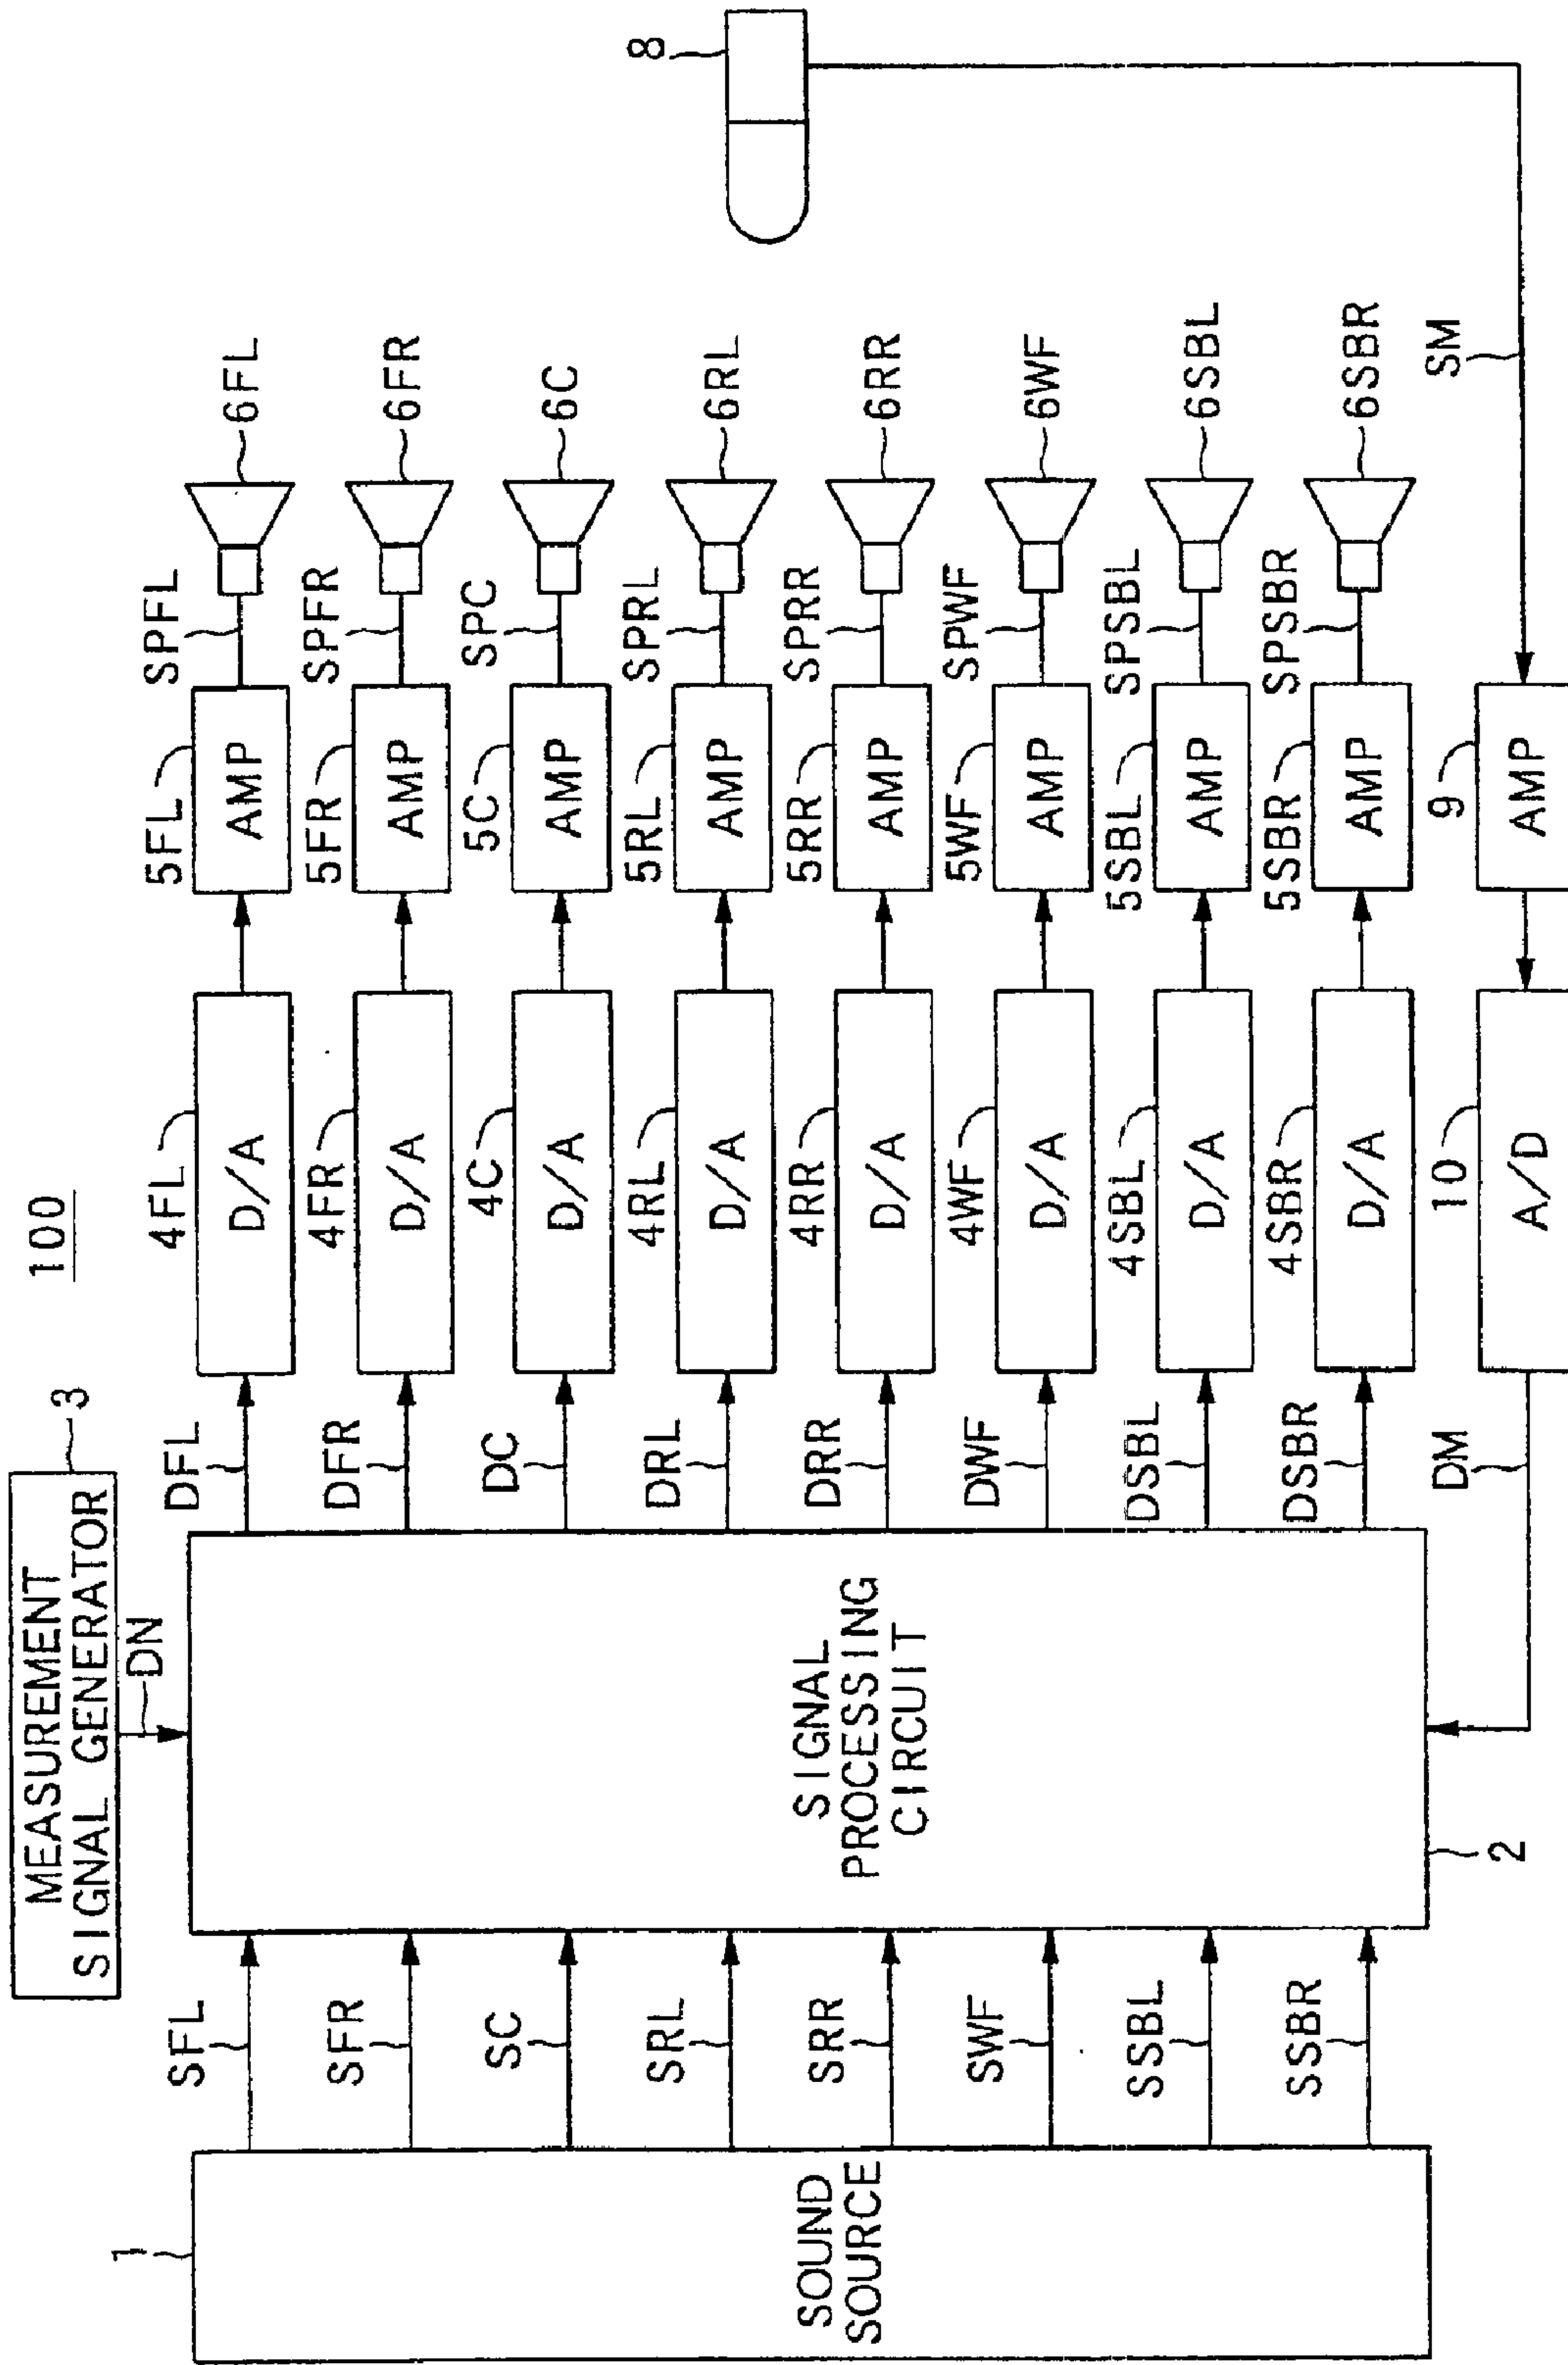 100
MEASUREMENT
SIGNAL GENERATOR
3
DN
1
SOUND
SOURCE
SIGNAL
PROCESSING
CIRCUIT
2
SFL
DFL
4FL
D/A
5FL
AMP
SPFL
6FL
SFR
DFR
4FR
D/A
5FR
AMP
SPFR
6FR
SC
DC
4C
D/A
5C
AMP
SPC
6C
SRL
DRL
4RL
D/A
5RL
AMP
SPRL
6RL
SRR
DRR
4RR
D/A
5RR
AMP
SPRR
6RR
SWF
DWF
4WF
D/A
5WF
AMP
SPWF
6WF
SSBL
DSBL
4SBL
D/A
5SBL
AMP
SPSBL
6SBL
SSBR
DSBR
4SBR
D/A
5SBR
AMP
SPSBR
6SBR
8
DM
10
A/D
9
AMP
SM